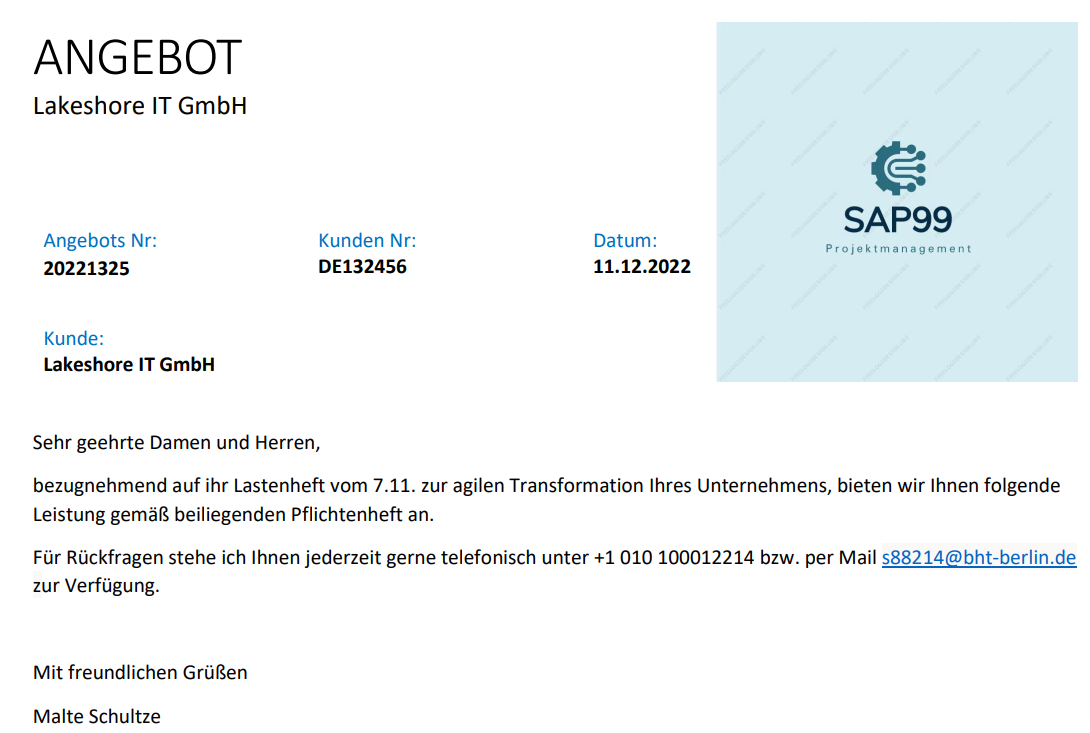 ANGEBOT
Lakeshore IT GmbH
SAP99
Projektmanagement
Angebots Nr:
20221325
Kunden Nr:
DE132456
Datum:
11.12.2022
Kunde:
Lakeshore IT GmbH
Sehr geehrte Damen und Herren,
bezugnehmend auf ihr Lastenheft vom 7.11. zur agilen Transformation Ihres Unternehmens, bieten wir Ihnen folgende
Leistung gemäß beiliegenden Pflichtenheft an.
Für Rückfragen stehe ich Ihnen jederzeit gerne telefonisch unter +1 010 100012214 bzw. per Mail s88214@bht-berlin.de
zur Verfügung.
Mit freundlichen Grüßen
Malte Schultze